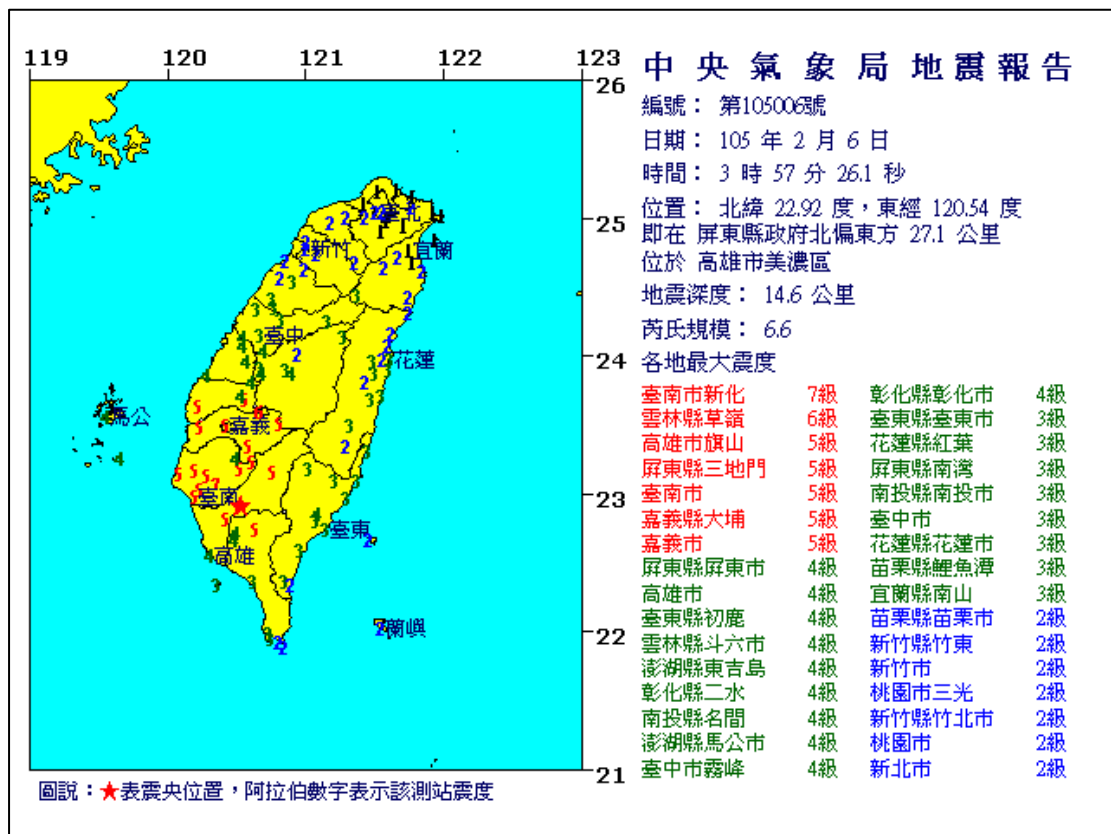 119 120 121 122 123
26
25
24
23
22
21
臺北
新竹
宜蘭
臺中
花蓮
馬公
嘉義
臺南
臺東
高雄
蘭嶼
圖說：★表震央位置，阿拉伯數字表示該測站震度
中央氣象局地震報告
編號： 第105006號
日期： 105 年 2 月 6 日
時間： 3 時 57 分 26.1 秒
位置： 北緯 22.92 度，東經 120.54 度
即在 屏東縣政府北偏東方 27.1 公里
位於 高雄市美濃區
地震深度： 14.6 公里
芮氏規模： 6.6
各地最大震度
臺南市新化 7級 彰化縣彰化市 4級
雲林縣草嶺 6級 臺東縣臺東市 3級
高雄市旗山 5級 花蓮縣紅葉 3級
屏東縣三地門 5級 屏東縣南灣 3級
臺南市 5級 南投縣南投市 3級
嘉義縣大埔 5級 臺中市 3級
嘉義市 5級 花蓮縣花蓮市 3級
屏東縣屏東市 4級 苗栗縣鯉魚潭 3級
高雄市 4級 宜蘭縣南山 3級
臺東縣初鹿 4級 苗栗縣苗栗市 2級
雲林縣斗六市 4級 新竹縣竹東 2級
澎湖縣東吉島 4級 新竹市 2級
彰化縣二水 4級 桃園市三光 2級
南投縣名間 4級 新竹縣竹北市 2級
澎湖縣馬公市 4級 桃園市 2級
臺中市霧峰 4級 新北市 2級